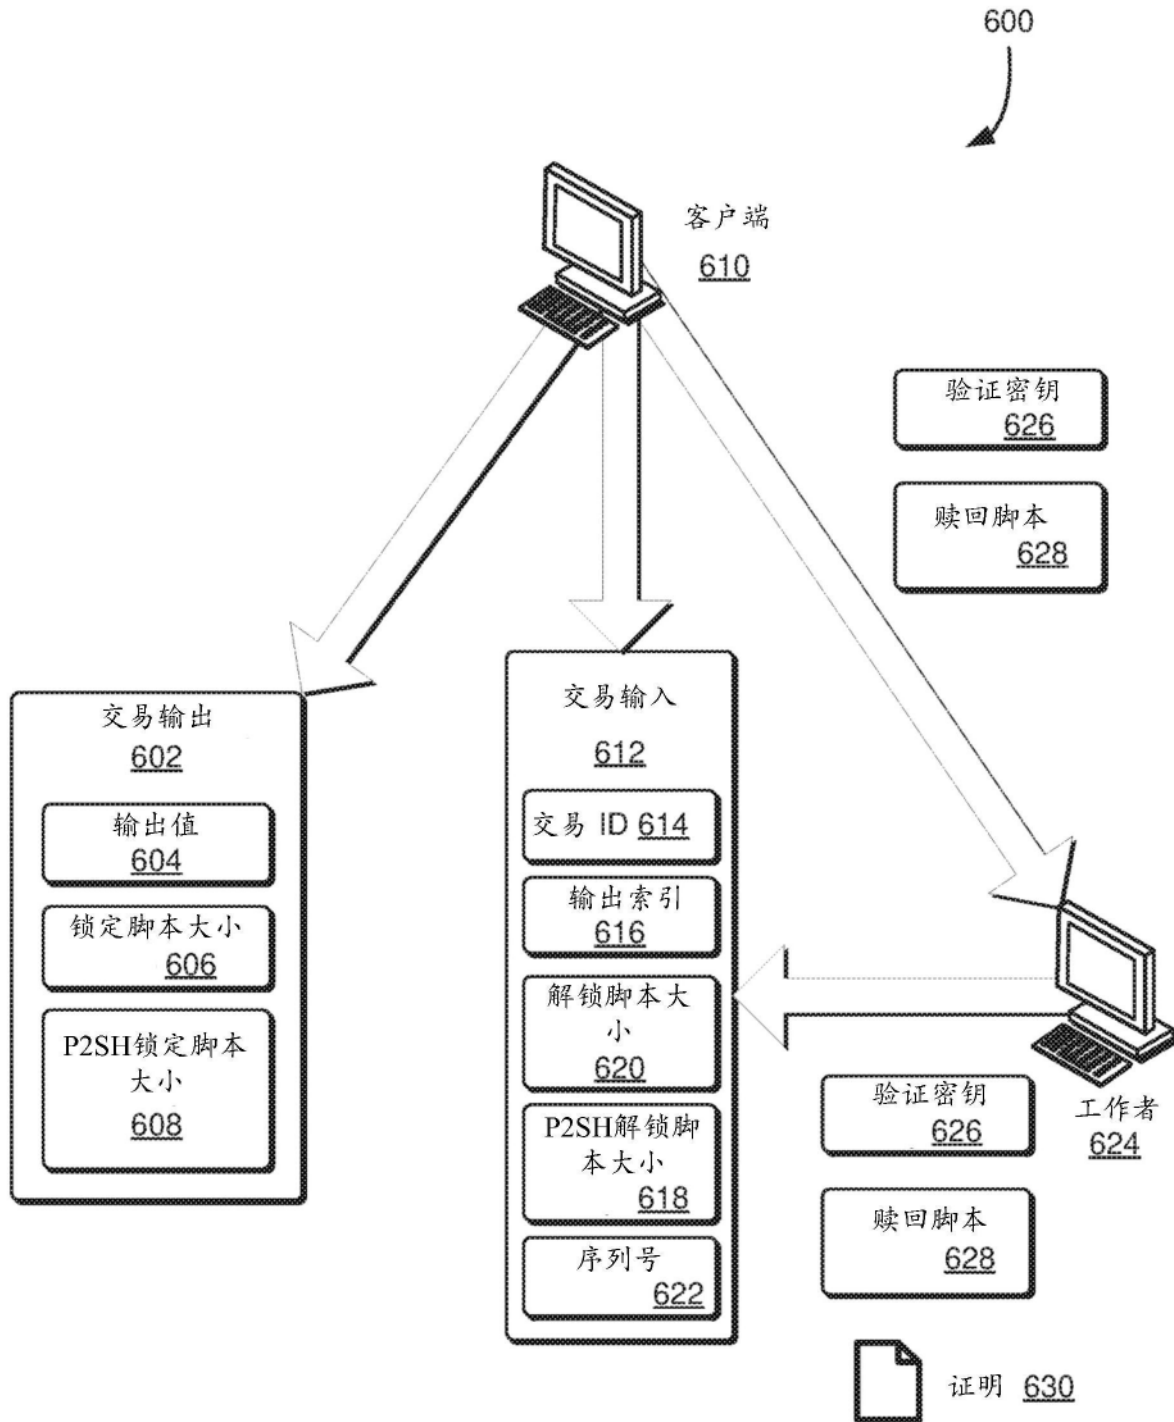 600
客户端
610
验证密钥
626
赎回脚本
628
交易输出
602
输出值
604
锁定脚本大小
606
P2SH锁定脚本
大小
608
交易输入
612
交易 ID 614
输出索引
616
解锁脚本大
小
620
P2SH解锁脚
本大小
618
序列号
622
工作者
624
验证密钥
626
赎回脚本
628
证明 630